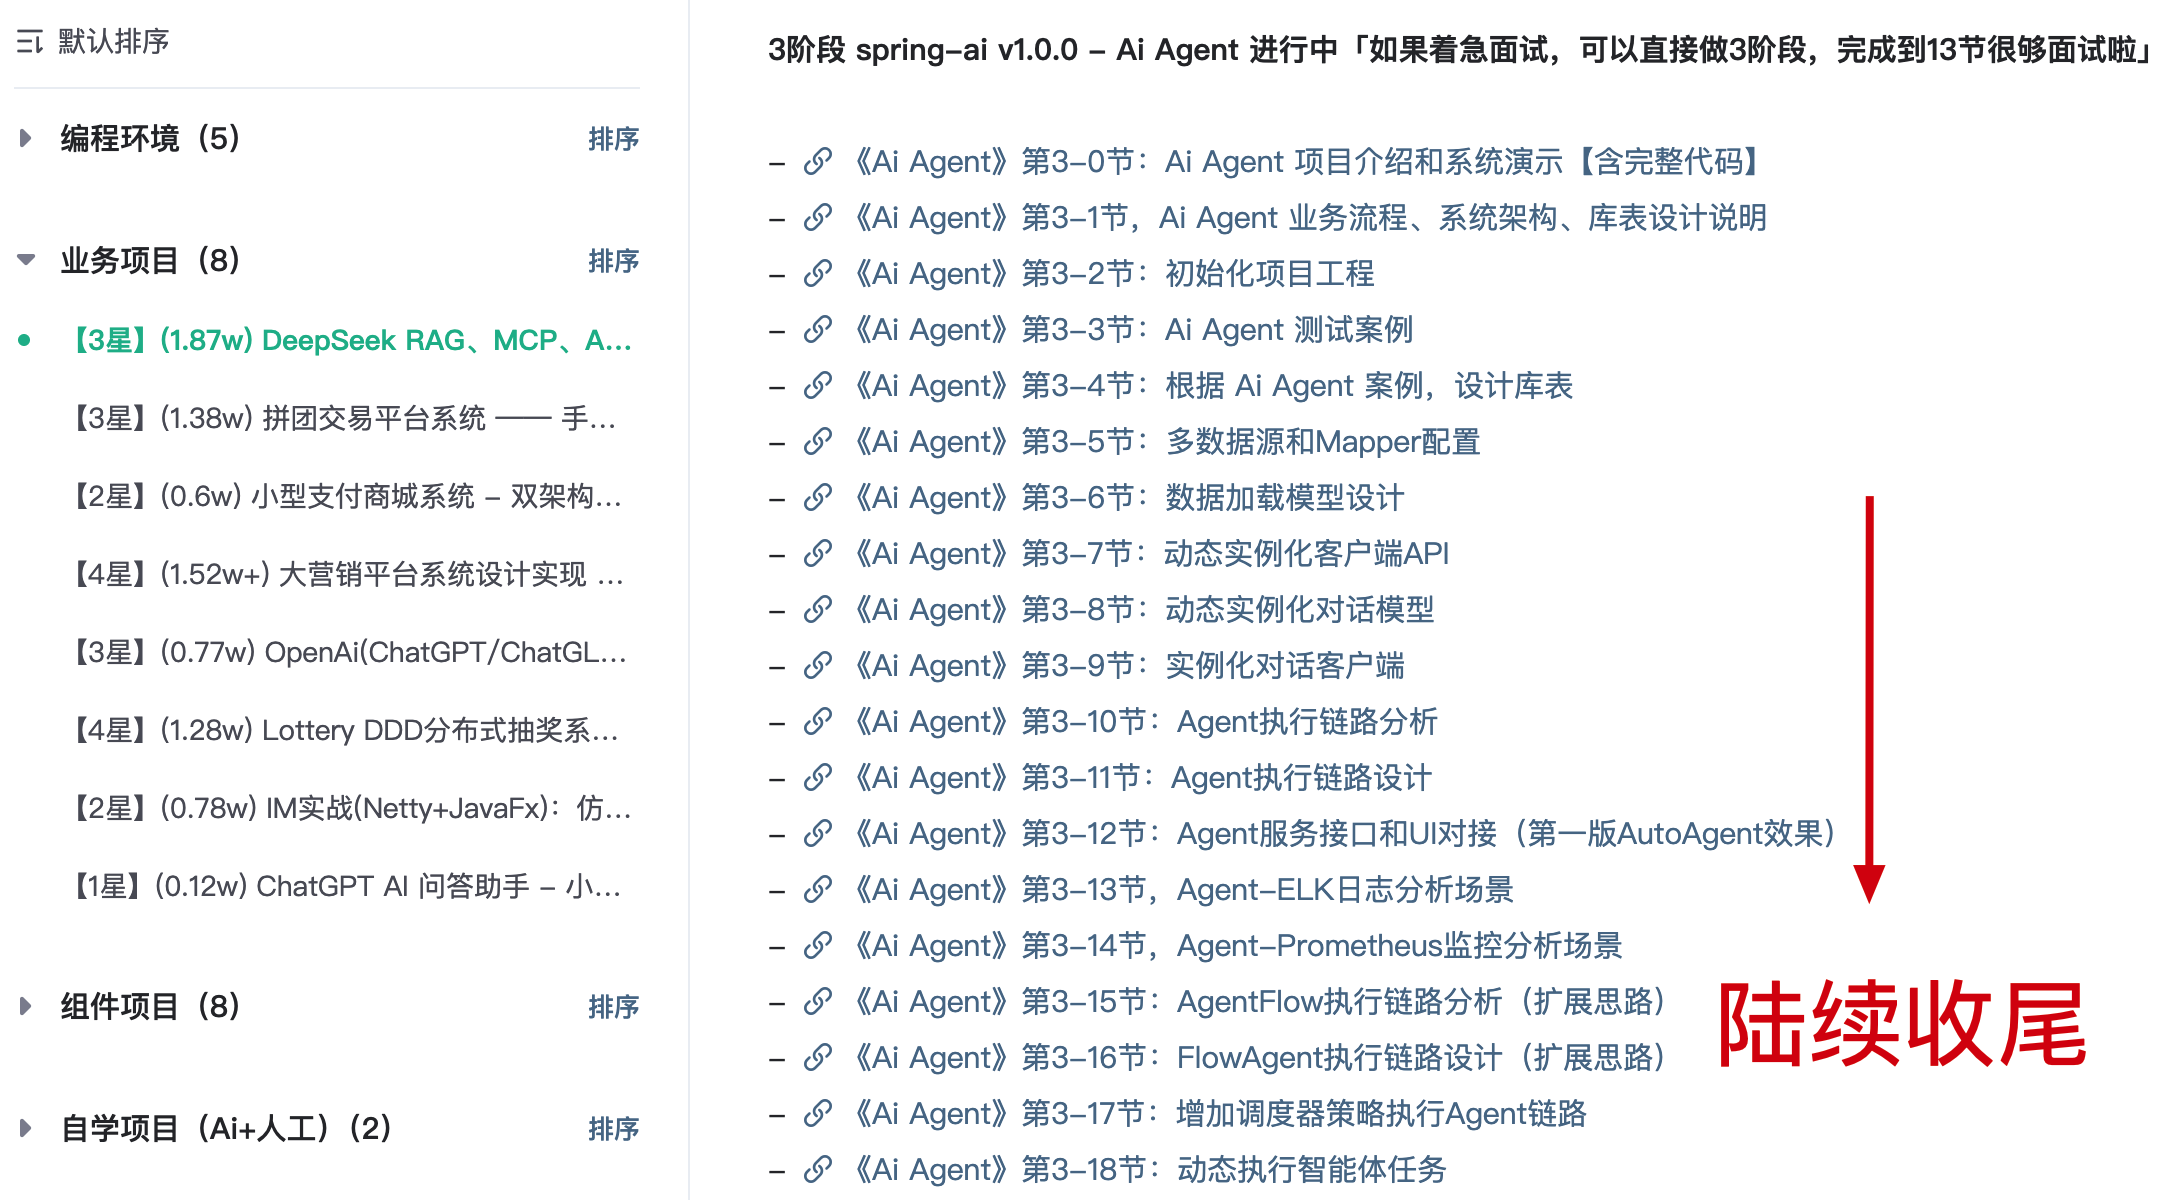 默认排序
编程环境（5） 排序
业务项目（8） 排序
【3星】(1.87w) DeepSeek RAG、MCP、A...
【3星】(1.38w) 拼团交易平台系统 —— 手...
【2星】(0.6w) 小型支付商城系统 - 双架构...
【4星】(1.52w+) 大营销平台系统设计实现 ...
【3星】(0.77w) OpenAi(ChatGPT/ChatGL...
【4星】(1.28w) Lottery DDD分布式抽奖系...
【2星】(0.78w) IM实战(Netty+JavaFx)：仿...
【1星】(0.12w) ChatGPT AI 问答助手 - 小...
组件项目（8） 排序
自学项目（Ai+人工）（2） 排序
3阶段 spring-ai v1.0.0 - Ai Agent 进行中「如果着急面试，可以直接做3阶段，完成到13节很够面试啦」
- 《Ai Agent》第3-0节：Ai Agent 项目介绍和系统演示【含完整代码】
- 《Ai Agent》第3-1节，Ai Agent 业务流程、系统架构、库表设计说明
- 《Ai Agent》第3-2节：初始化项目工程
- 《Ai Agent》第3-3节：Ai Agent 测试案例
- 《Ai Agent》第3-4节：根据 Ai Agent 案例，设计库表
- 《Ai Agent》第3-5节：多数据源和Mapper配置
- 《Ai Agent》第3-6节：数据加载模型设计
- 《Ai Agent》第3-7节：动态实例化客户端API
- 《Ai Agent》第3-8节：动态实例化对话模型
- 《Ai Agent》第3-9节：实例化对话客户端
- 《Ai Agent》第3-10节：Agent执行链路分析
- 《Ai Agent》第3-11节：Agent执行链路设计
- 《Ai Agent》第3-12节：Agent服务接口和UI对接（第一版AutoAgent效果）
- 《Ai Agent》第3-13节，Agent-ELK日志分析场景
- 《Ai Agent》第3-14节，Agent-Prometheus监控分析场景
- 《Ai Agent》第3-15节：AgentFlow执行链路分析（扩展思路）
- 《Ai Agent》第3-16节：FlowAgent执行链路设计（扩展思路）
- 《Ai Agent》第3-17节：增加调度器策略执行Agent链路
- 《Ai Agent》第3-18节：动态执行智能体任务
陆续收尾